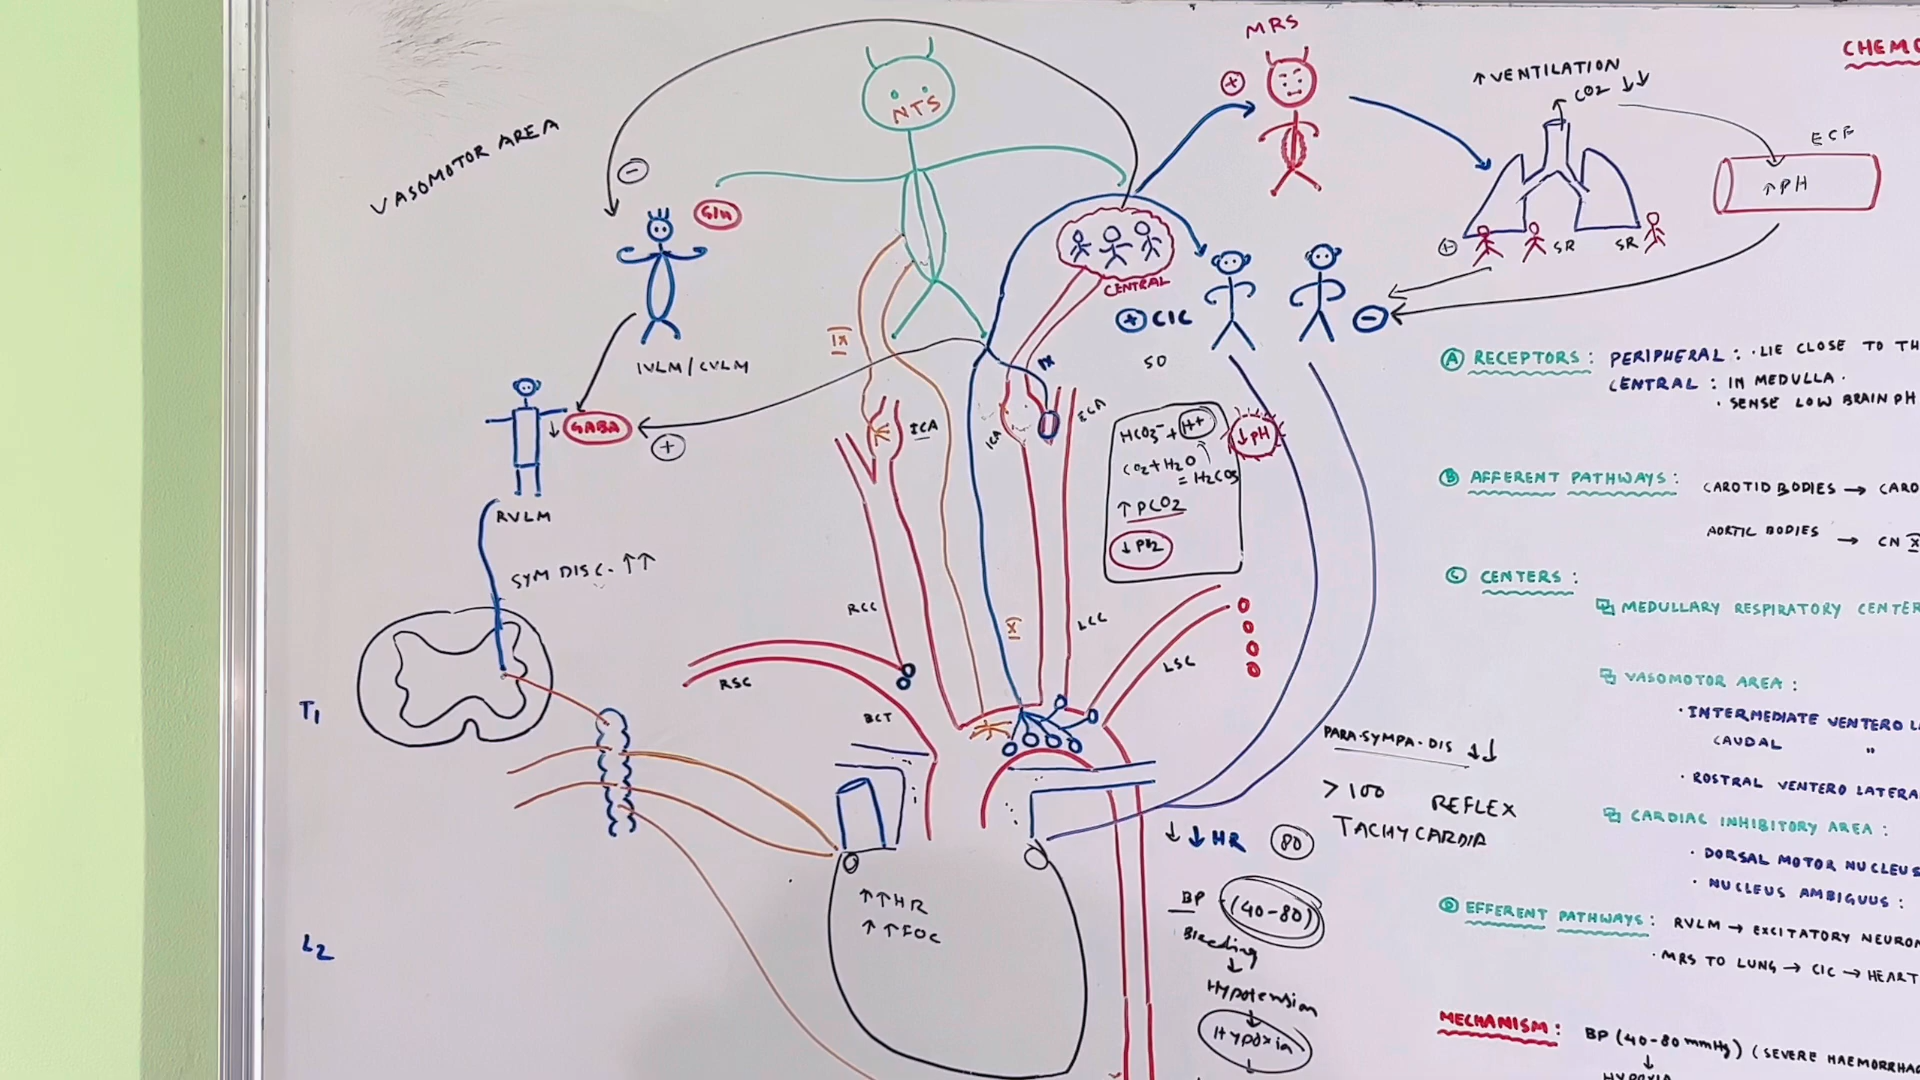 MRS
CHEMO
↑ VENTILATION
CO2 ↓↓
NTS
VASOMOTOR AREA
ECF
↑PH
GLU
SR
SR
CENTRAL
⊕ CIC
SO
IVLM / CVLM
IX
IX
GABA
ICA
ICA
ECA
RVLM
SYM DISC. ↑↑
HCO3⁻ + H+
↓PH
CO2 + H2O
= H2CO3
↑ PCO2
↓ PO2
RCC
X
LCC
LSC
RSC
BCT
T1
L2
PARA-SYMPA-DIS ↓↓
>100 REFLEX
TACHYCARDIA
↓ ↓ HR 80
↑↑HR
↑↑FOC
BP (40-80)
Bleeding
↓
Hypotension
↓
Hypoxia
↓
Ⓐ RECEPTORS: PERIPHERAL: · LIE CLOSE TO TH
CENTRAL : IN MEDULLA.
· SENSE LOW BRAIN PH
Ⓑ AFFERENT PATHWAYS: CAROTID BODIES → CARO
AORTIC BODIES → CN X
Ⓒ CENTERS:
MEDULLARY RESPIRATORY CENTER
VASOMOTOR AREA:
· INTERMEDIATE VENTERO LA
CAUDAL "
· ROSTRAL VENTERO LATERA
CARDIAC INHIBITORY AREA:
· DORSAL MOTOR NUCLEUS
· NUCLEUS AMBIGUUS:
Ⓓ EFFERENT PATHWAYS: RVLM → EXCITATORY NEURON
· MRS TO LUNG → CIC → HEART
MECHANISM: BP (40-80 mmHg) (SEVERE HAEMORRHAG
↓
HYPOXIA